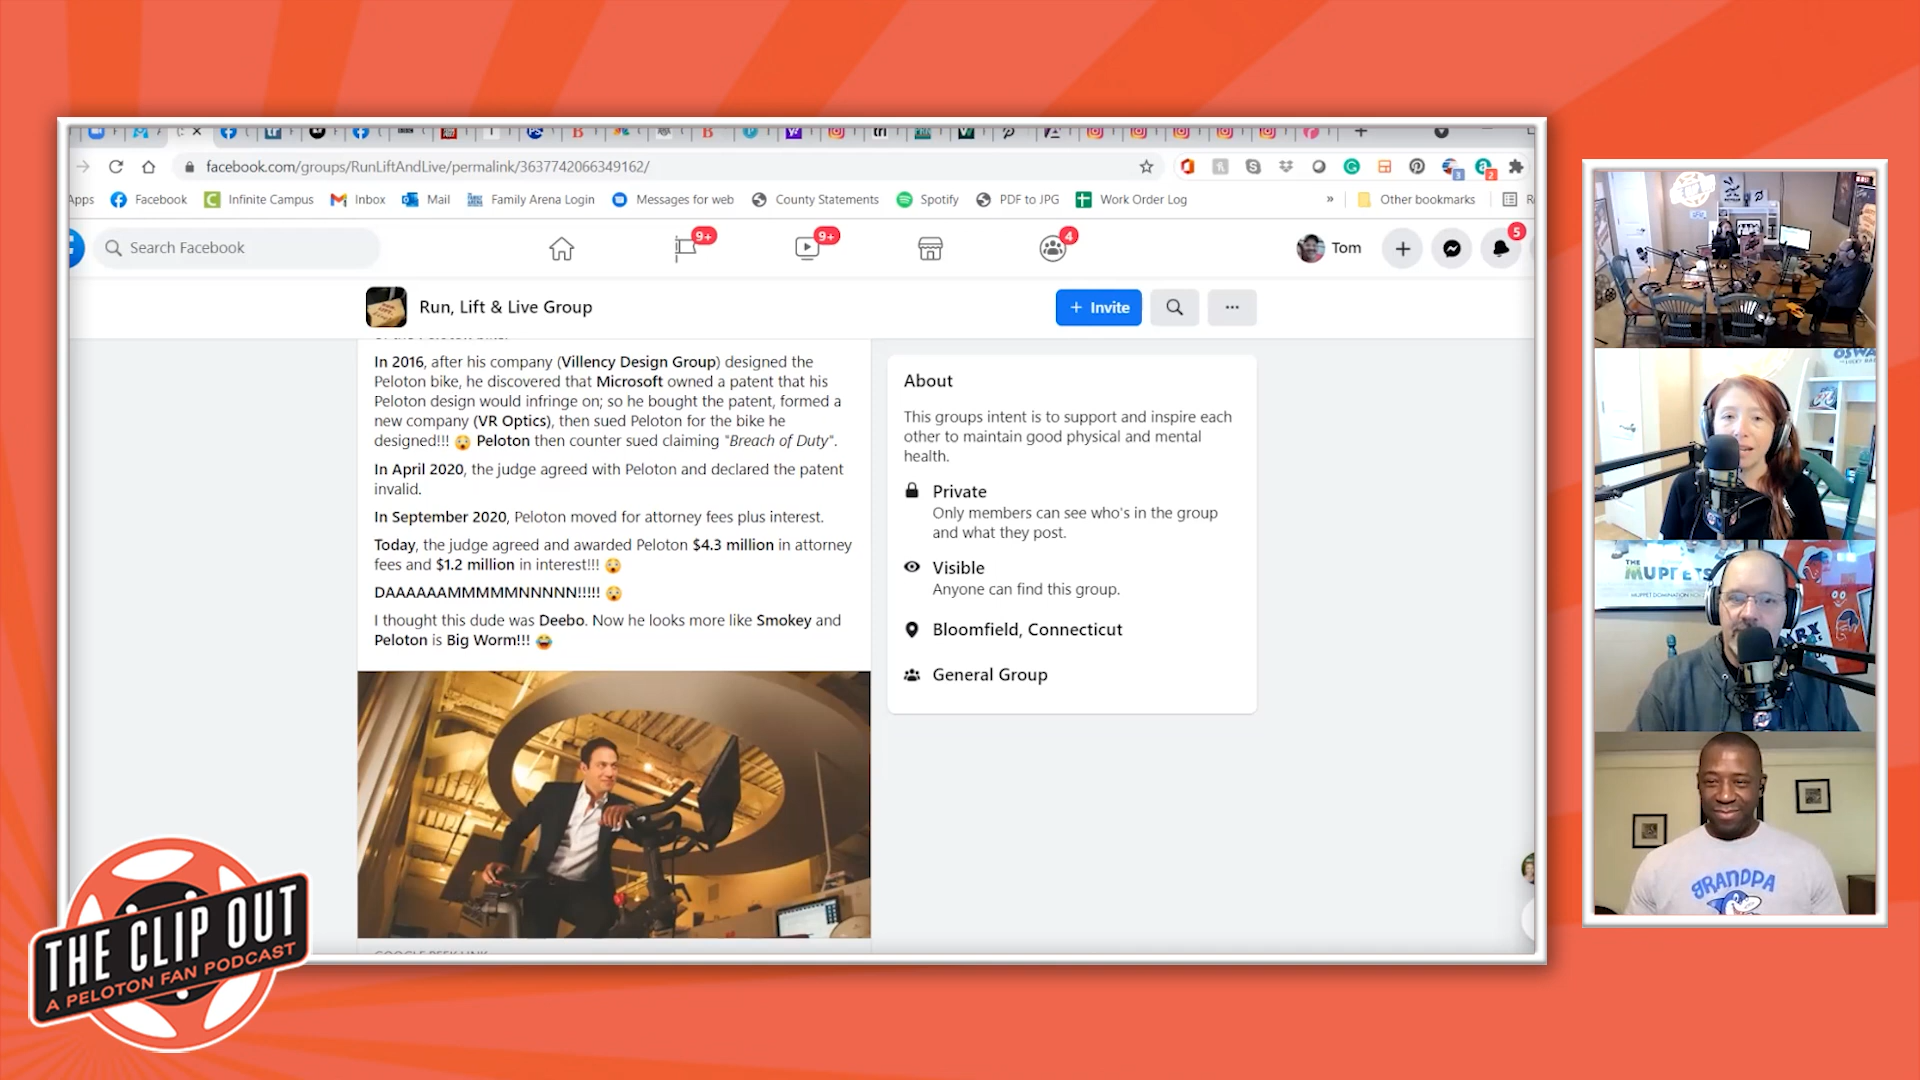 facebook.com/groups/RunLiftAndLive/permalink/3637742066349162/
3
2
Apps
Facebook
Infinite Campus
Inbox
Mail
Family Arena Login
Messages for web
County Statements
Spotify
PDF to JPG
Work Order Log
»
Other bookmarks
Search Facebook
9+
9+
4
Tom
5
Run, Lift & Live Group
+ Invite
In 2016, after his company (Villency Design Group) designed the
Peloton bike, he discovered that Microsoft owned a patent that his
Peloton design would infringe on; so he bought the patent, formed a
new company (VR Optics), then sued Peloton for the bike he
designed!!! 😲 Peloton then counter sued claiming "Breach of Duty".
In April 2020, the judge agreed with Peloton and declared the patent
invalid.
In September 2020, Peloton moved for attorney fees plus interest.
Today, the judge agreed and awarded Peloton $4.3 million in attorney
fees and $1.2 million in interest!!! 😲
DAAAAAAMMMMMNNNNN!!!!! 😲
I thought this dude was Deebo. Now he looks more like Smokey and
Peloton is Big Worm!!! 😂
About
This groups intent is to support and inspire each
other to maintain good physical and mental
health.
Private
Only members can see who's in the group
and what they post.
Visible
Anyone can find this group.
Bloomfield, Connecticut
General Group
THE MUPPETS
GRANDPA
THE CLIP OUT
A PELOTON FAN PODCAST